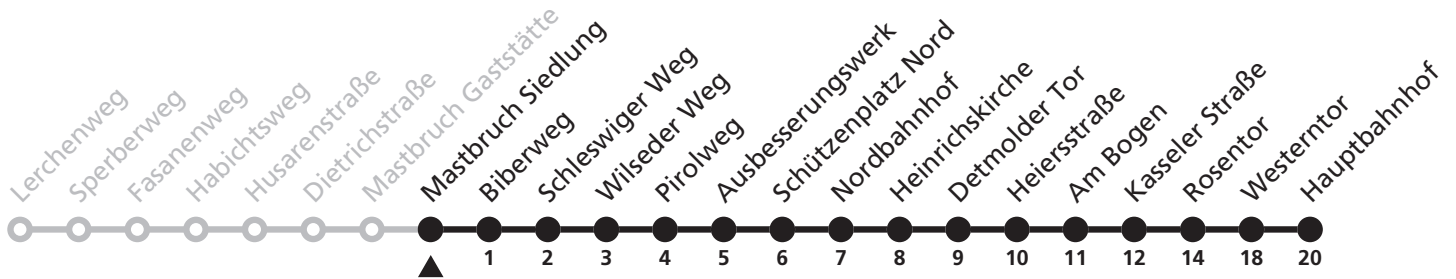 Lerchenweg
Sperberweg
Fasanenweg
Habichtsweg
Husarenstraße
Dietrichstraße
Mastbruch Gaststätte
Mastbruch Siedlung
Biberweg
Schleswiger Weg
Wilseder Weg
Pirolweg
Ausbesserungswerk
Schützenplatz Nord
Nordbahnhof
Heinrichskirche
Detmolder Tor
Heiersstraße
Am Bogen
Kasseler Straße
Rosentor
Westerntor
Hauptbahnhof
1 2 3 4 5 6 7 8 9 10 11 12 14 18 20